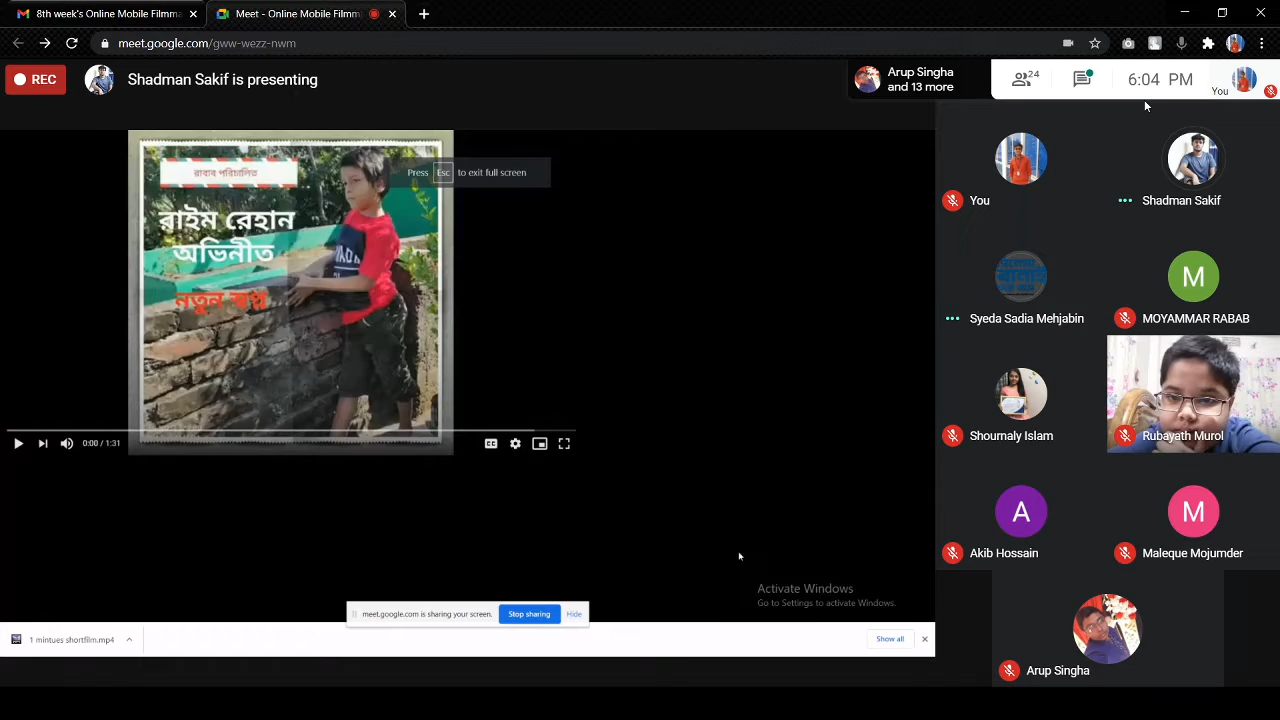 8th week's Online Mobile Filmma
Meet - Online Mobile Filmm
meet.google.com/gww-wezz-nwm
REC
Shadman Sakif is presenting
Arup Singha
and 13 more
24
6:04 PM
You
রাবাব পরিচালিত
Press Esc to exit full screen
রাইম রেহান
অভিনীত
নতুন স্বপ্ন
0:00 / 1:31
CC
You
Shadman Sakif
Syeda Sadia Mehjabin
M
MOYAMMAR RABAB
Shournaly Islam
Rubayath Murol
A
Akib Hossain
M
Maleque Mojumder
Arup Singha
Activate Windows
Go to Settings to activate Windows.
meet.google.com is sharing your screen.
Stop sharing
Hide
1 mintues shortfilm.mp4
Show all